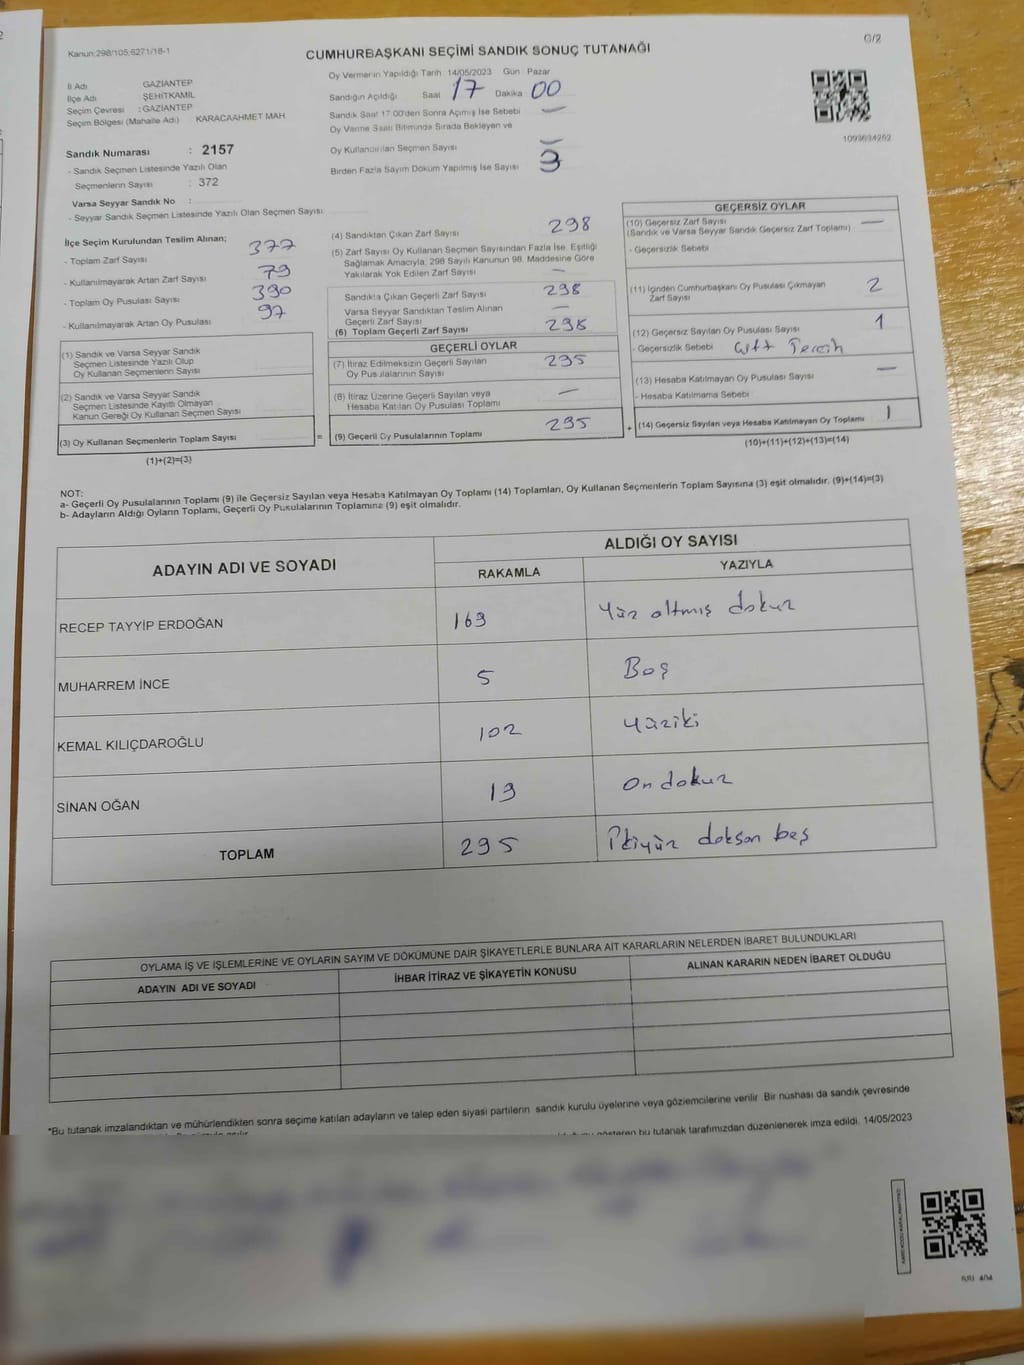 G/2
Kanun:298/105;6271/18-1
CUMHURBAŞKANI SEÇİMİ SANDIK SONUÇ TUTANAĞI
İl Adı GAZİANTEP
İlçe Adı ŞEHİTKAMİL
Seçim Çevresi : GAZİANTEP
Seçim Bölgesi (Mahalle Adı) KARACAAHMET MAH.
Sandık Numarası : 2157
- Sandık Seçmen Listesinde Yazılı Olan
Seçmenlerin Sayısı : 372
Varsa Seyyar Sandık No :
- Seyyar Sandık Seçmen Listesinde Yazılı Olan Seçmen Sayısı
Oy Vermenin Yapıldığı Tarih 14/05/2023 Gün Pazar
Sandığın Açıldığı Saat 17 Dakika 00
Sandık Saat 17.00'den Sonra Açımış İse Sebebi —
Oy Verme Saati Bitiminde Sırada Bekleyen ve
Oy Kullandırılan Seçmen Sayısı —
Birden Fazla Sayım Döküm Yapılmış İse Sayısı 3
1093634262
İlçe Seçim Kurulundan Teslim Alınan;
- Toplam Zarf Sayısı 377
- Kullanılmayarak Artan Zarf Sayısı 79
- Toplam Oy Pusulası Sayısı 390
- Kullanılmayarak Artan Oy Pusulası 97
(1) Sandık ve Varsa Seyyar Sandık
Seçmen Listesinde Yazılı Olup
Oy Kullanan Seçmenlerin Sayısı
(2) Sandık ve Varsa Seyyar Sandık
Seçmen Listesinde Kayıtlı Olmayan
Kanun Gereği Oy Kullanan Seçmen Sayısı
(3) Oy Kullanan Seçmenlerin Toplam Sayısı =
(1)+(2)=(3)
(4) Sandıktan Çıkan Zarf Sayısı 298
(5) Zarf Sayısı Oy Kullanan Seçmen Sayısından Fazla İse, Eşitliği
Sağlamak Amacıyla, 298 Sayılı Kanunun 98. Maddesine Göre
Yakılarak Yok Edilen Zarf Sayısı —
Sandıkta Çıkan Geçerli Zarf Sayısı 298
Varsa Seyyar Sandıktan Teslim Alınan
Geçerli Zarf Sayısı —
(6) Toplam Geçerli Zarf Sayısı 298
GEÇERLİ OYLAR
(7) İtiraz Edilmeksizin Geçerli Sayılan
Oy Pusulalarının Sayısı 295
(8) İtiraz Üzerine Geçerli Sayılan veya
Hesaba Katılan Oy Pusulası Toplamı —
(9) Geçerli Oy Pusulalarının Toplamı 295 +
GEÇERSİZ OYLAR
(10) Geçersiz Zarf Sayısı —
(Sandık ve Varsa Seyyar Sandık Geçersiz Zarf Toplamı)
- Geçersizlik Sebebi
(11) İçinden Cumhurbaşkanı Oy Pusulası Çıkmayan
Zarf Sayısı 2
(12) Geçersiz Sayılan Oy Pusulası Sayısı 1
- Geçersizlik Sebebi Çift Tercih
(13) Hesaba Katılmayan Oy Pusulası Sayısı —
- Hesaba Katılmama Sebebi
(14) Geçersiz Sayılan veya Hesaba Katılmayan Oy Toplamı 1
(10)+(11)+(12)+(13)=(14)
NOT:
a- Geçerli Oy Pusulalarının Toplamı (9) ile Geçersiz Sayılan veya Hesaba Katılmayan Oy Toplamı (14) Toplamları, Oy Kullanan Seçmenlerin Toplam Sayısına (3) eşit olmalıdır. (9)+(14)=(3)
b- Adayların Aldığı Oyların Toplamı, Geçerli Oy Pusulalarının Toplamına (9) eşit olmalıdır.
ADAYIN ADI VE SOYADI ALDIĞI OY SAYISI
RAKAMLA YAZIYLA
RECEP TAYYİP ERDOĞAN 169 Yüz altmış dokuz
MUHARREM İNCE 5 Beş
KEMAL KILIÇDAROĞLU 102 Yüziki
SİNAN OĞAN 19 On dokuz
TOPLAM 295 İkiyüz doksan beş
OYLAMA İŞ VE İŞLEMLERİNE VE OYLARIN SAYIM VE DÖKÜMÜNE DAİR ŞİKAYETLERLE BUNLARA AİT KARARLARIN NELERDEN İBARET BULUNDUKLARI
ADAYIN ADI VE SOYADI İHBAR İTİRAZ VE ŞİKAYETİN KONUSU ALINAN KARARIN NEDEN İBARET OLDUĞU
*Bu tutanak imzalandıktan ve mühürlendikten sonra seçime katılan adayların ve talep eden siyasi partilerin sandık kurulu üyelerine veya gözlemcilerine verilir. Bir nüshası da sandık çevresinde
bu tutanak tarafımızdan düzenlenerek imza edildi. 14/05/2023